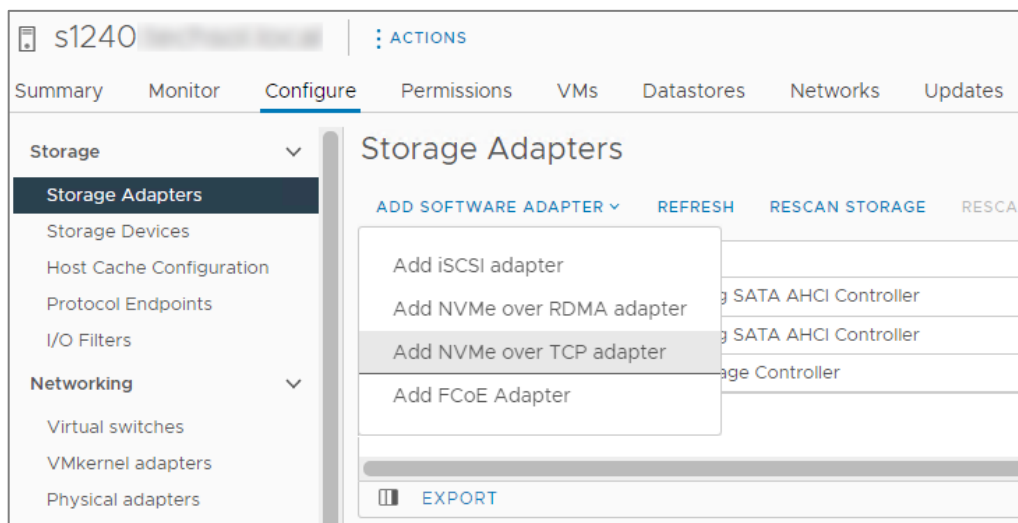 s1240
ACTIONS
Summary Monitor Configure Permissions VMs Datastores Networks Updates
Storage
Storage Adapters
Storage Devices
Host Cache Configuration
Protocol Endpoints
I/O Filters
Networking
Virtual switches
VMkernel adapters
Physical adapters
Storage Adapters
ADD SOFTWARE ADAPTER REFRESH RESCAN STORAGE
Add iSCSI adapter
Add NVMe over RDMA adapter
Add NVMe over TCP adapter
Add FCoE Adapter
SATA AHCI Controller
SATA AHCI Controller
Controller
EXPORT